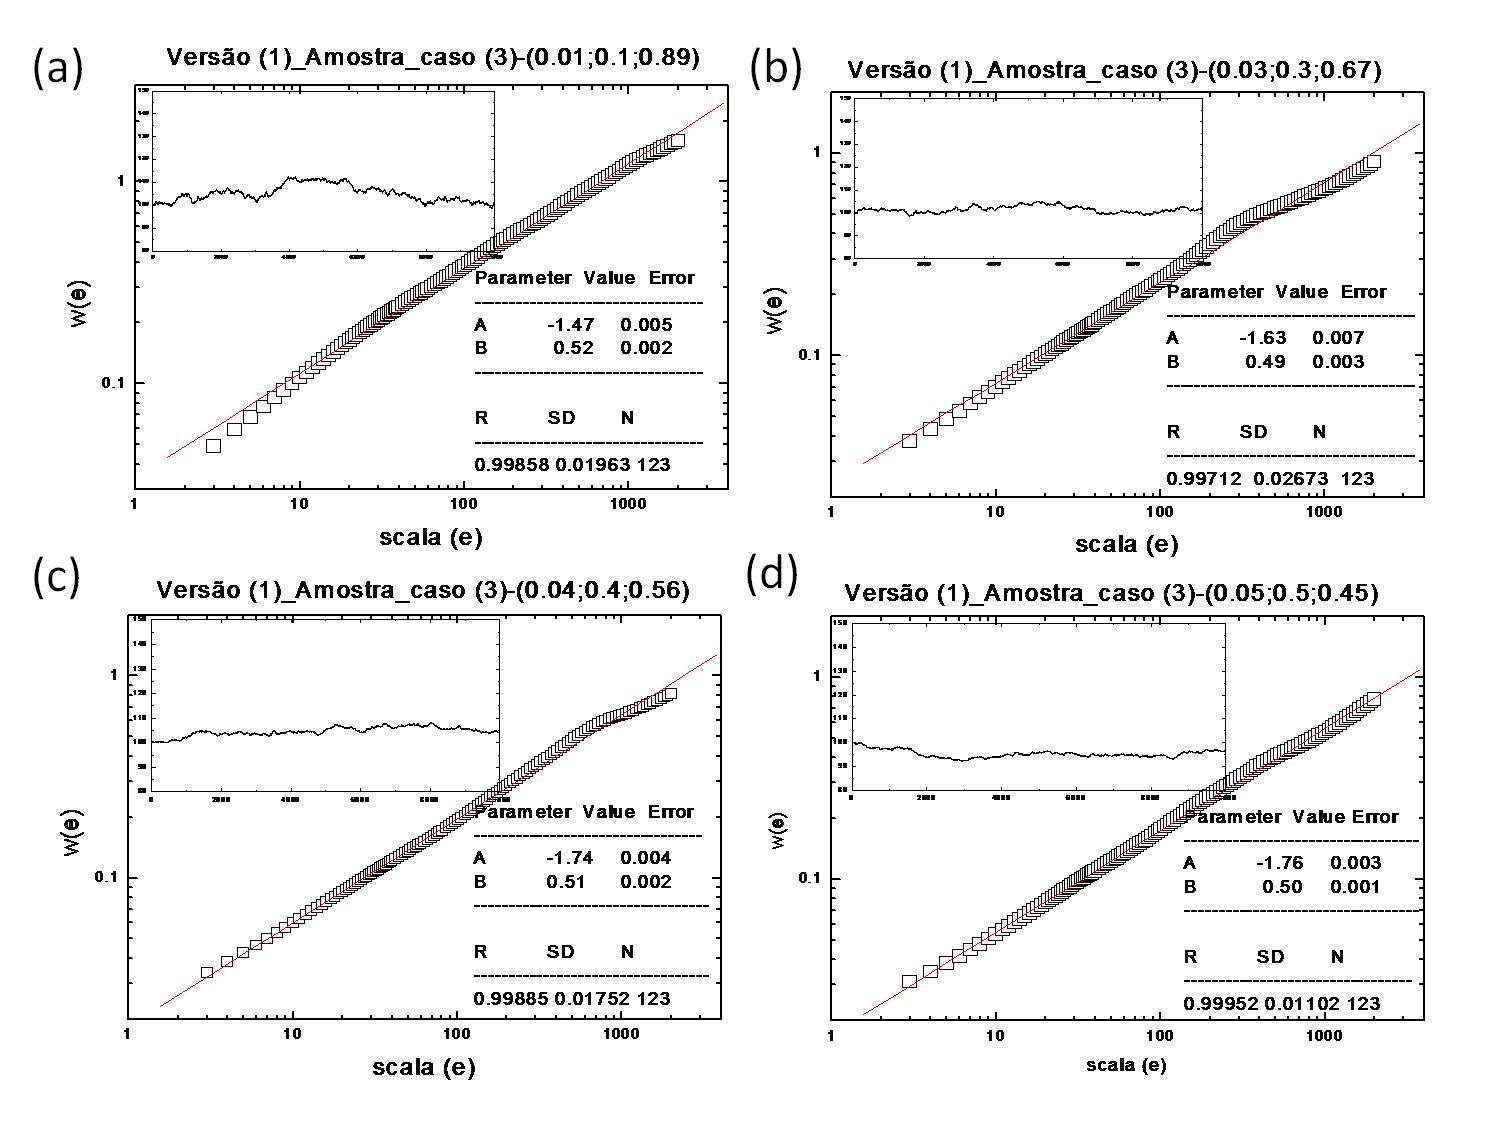 (a)
Versão (1)_Amostra_caso (3)-(0.01;0.1;0.89)
1
0.1
w(e)
Parameter Value Error
A -1.47 0.005
B 0.52 0.002
R SD N
0.99858 0.01963 123
1 10 100 1000
scala (e)
(b)
Versão (1)_Amostra_caso (3)-(0.03;0.3;0.67)
1
0.1
w(e)
Parameter Value Error
A -1.63 0.007
B 0.49 0.003
R SD N
0.99712 0.02673 123
1 10 100 1000
scala (e)
(c)
Versão (1)_Amostra_caso (3)-(0.04;0.4;0.56)
1
0.1
w(e)
Parameter Value Error
A -1.74 0.004
B 0.51 0.002
R SD N
0.99885 0.01752 123
1 10 100 1000
scala (e)
(d)
Versão (1)_Amostra_caso (3)-(0.05;0.5;0.45)
1
0.1
w(e)
Parameter Value Error
A -1.76 0.003
B 0.50 0.001
R SD N
0.99952 0.01102 123
1 10 100 1000
scala (e)